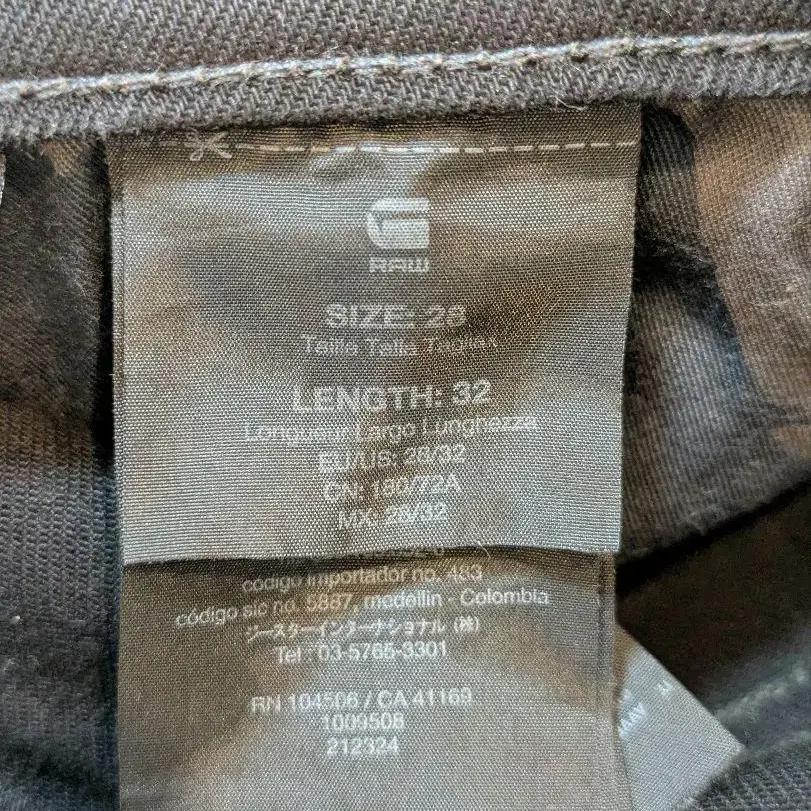 RAW
SIZE: 28
Taille Talla Taglia
LENGTH: 32
Longueur Largo Lunghezza
EU/US: 28/32
CN: 180/72A
MX: 28/32
código importador no. 463
código sic no. 5887, medellin - Colombia
ジースターインターナショナル (株)
Tel : 03-5765-3301
RN 104506 / CA 41169
1009508
212324